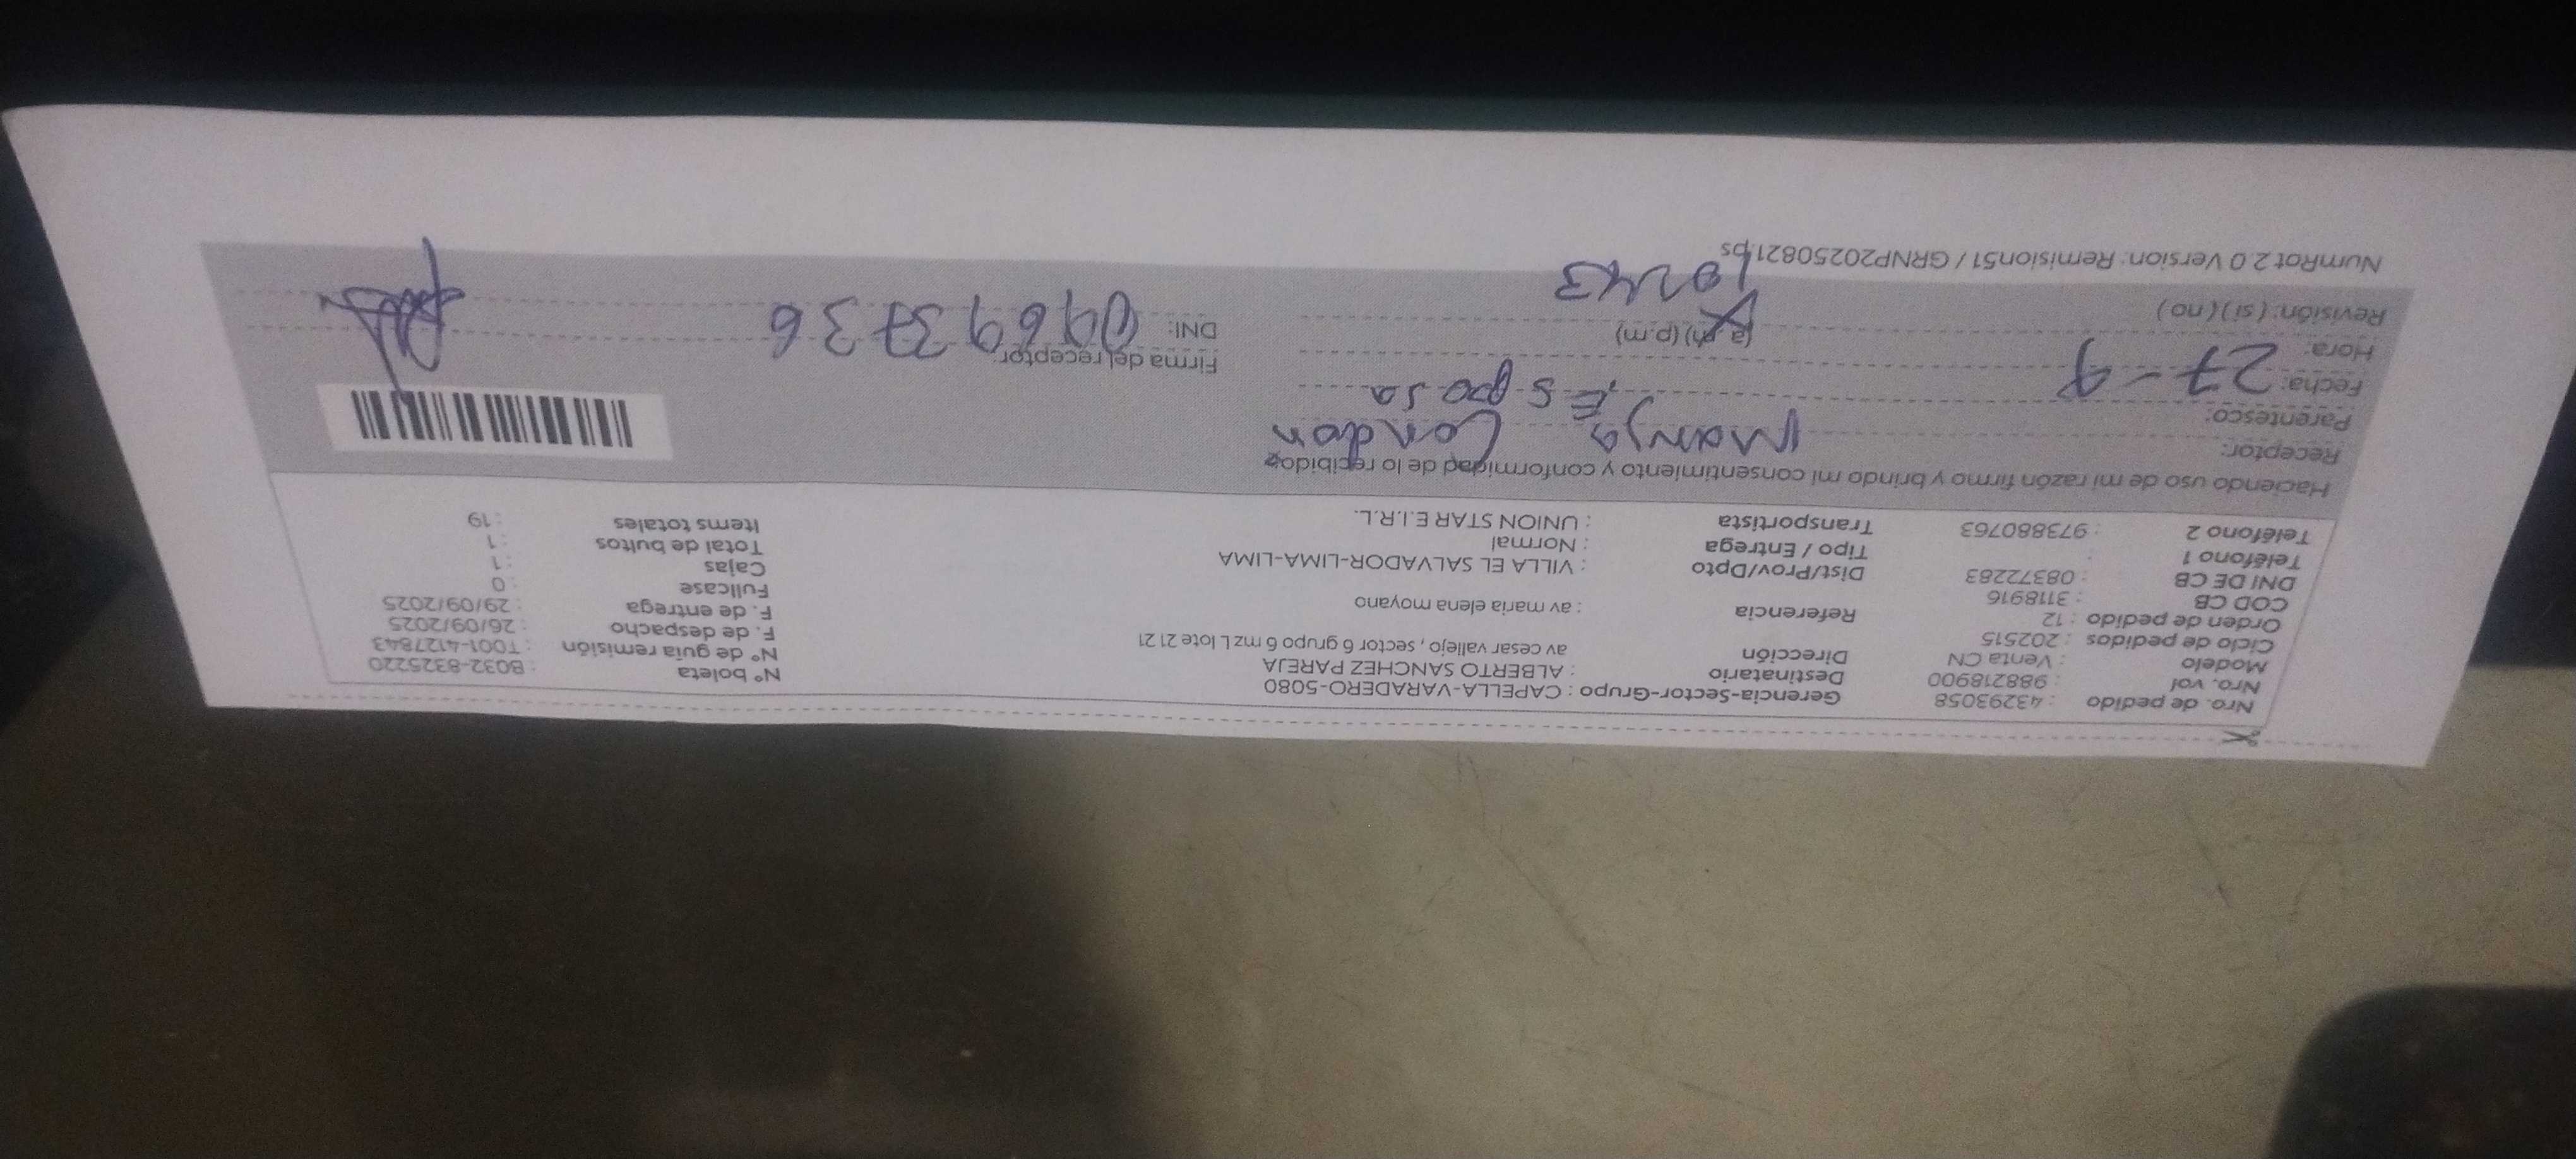 Nro. de pedido : 43293058 Gerencia-Sector-Grupo : CAPELLA-VARADERO-5080 N° boleta : B032-8325220
Nro. vol : 988218900 Destinatario : ALBERTO SANCHEZ PAREJA N° de guía remisión : T001-4127843
Modelo : Venta CN Dirección av cesar vallejo , sector 6 grupo 6 mz L lote 21 21 F. de despacho : 26/09/2025
Ciclo de pedidos : 202515 F. de entrega : 29/09/2025
Orden de pedido : 12 Referencia : av maria elena moyano Fullcase : 0
COD CB : 3118916 Dist/Prov/Dpto : VILLA EL SALVADOR-LIMA-LIMA Cajas : 1
DNI DE CB : 08372283 Tipo / Entrega : Normal Total de bultos : 1
Teléfono 1 : Transportista : UNION STAR E.I.R.L. Items totales : 19
Teléfono 2 : 973880763
Haciendo uso de mi razón firmo y brindo mi consentimiento y conformidad de lo recibido:
Receptor: Condon
Parentesco: Esposa
Fecha: 27-9 Firma del receptor:
Hora: (a.m) (p.m) DNI: 09693736
Revisión: ( si ) ( no )
NumRot 2.0 Version: Remision51 / GRNP20250821.ps